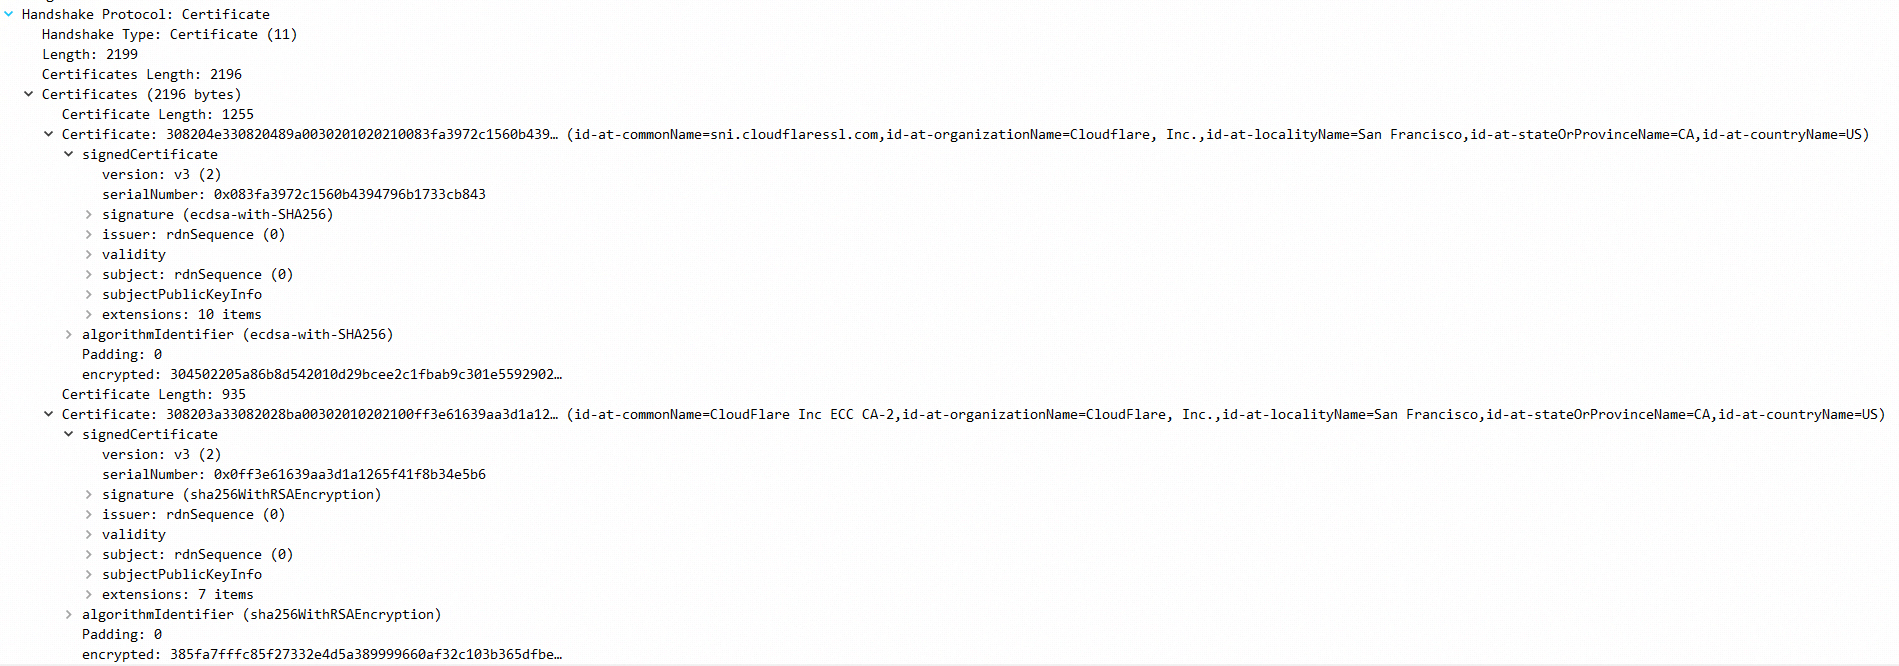 Handshake Protocol: Certificate
Handshake Type: Certificate (11)
Length: 2199
Certificates Length: 2196
Certificates (2196 bytes)
Certificate Length: 1255
Certificate: 308204e330820489a0030201020210083fa3972c1560b439… (id-at-commonName=sni.cloudflaressl.com,id-at-organizationName=Cloudflare, Inc.,id-at-localityName=San Francisco,id-at-stateOrProvinceName=CA,id-at-countryName=US)
signedCertificate
version: v3 (2)
serialNumber: 0x083fa3972c1560b4394796b1733cb843
signature (ecdsa-with-SHA256)
issuer: rdnSequence (0)
validity
subject: rdnSequence (0)
subjectPublicKeyInfo
extensions: 10 items
algorithmIdentifier (ecdsa-with-SHA256)
Padding: 0
encrypted: 304502205a86b8d542010d29bcee2c1fbab9c301e5592902…
Certificate Length: 935
Certificate: 308203a33082028ba00302010202100ff3e61639aa3d1a12… (id-at-commonName=CloudFlare Inc ECC CA-2,id-at-organizationName=CloudFlare, Inc.,id-at-localityName=San Francisco,id-at-stateOrProvinceName=CA,id-at-countryName=US)
signedCertificate
version: v3 (2)
serialNumber: 0x0ff3e61639aa3d1a1265f41f8b34e5b6
signature (sha256WithRSAEncryption)
issuer: rdnSequence (0)
validity
subject: rdnSequence (0)
subjectPublicKeyInfo
extensions: 7 items
algorithmIdentifier (sha256WithRSAEncryption)
Padding: 0
encrypted: 385fa7fffc85f27332e4d5a389999660af32c103b365dfbe…